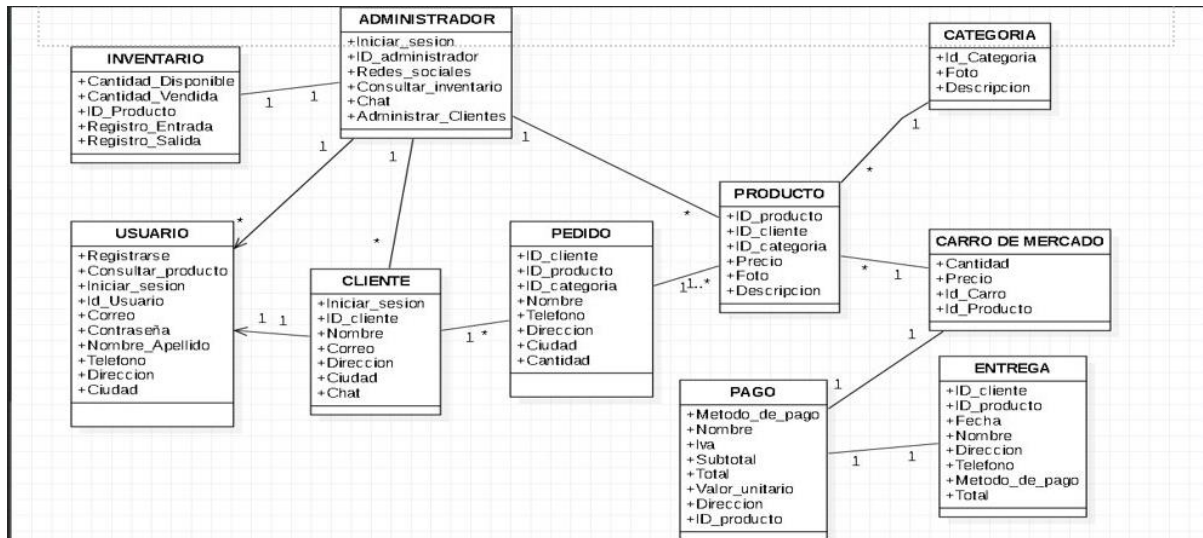 ADMINISTRADOR
+Iniciar_sesion
+ID_administrador
+Redes_sociales
+Consultar_inventario
+Chat
+Administrar_Clientes
INVENTARIO
+Cantidad_Disponible
+Cantidad_Vendida
+ID_Producto
+Registro_Entrada
+Registro_Salida
CATEGORIA
+Id_Categoria
+Foto
+Descripcion
1
1
1
1
1
1
*
*
*
*
USUARIO
+Registrarse
+Consultar_producto
+Iniciar_sesion
+Id_Usuario
+Correo
+Contraseña
+Nombre_Apellido
+Telefono
+Direccion
+Ciudad
1
1
CLIENTE
+Iniciar_sesion
+ID_cliente
+Nombre
+Correo
+Direccion
+Ciudad
+Chat
1
*
PEDIDO
+ID_cliente
+ID_producto
+ID_categoria
+Nombre
+Telefono
+Direccion
+Ciudad
+Cantidad
1
1..*
PRODUCTO
+ID_producto
+ID_cliente
+ID_categoria
+Precio
+Foto
+Descripcion
*
1
CARRO DE MERCADO
+Cantidad
+Precio
+Id_Carro
+Id_Producto
1
1
PAGO
+Metodo_de_pago
+Nombre
+Iva
+Subtotal
+Total
+Valor_unitario
+Direccion
+ID_producto
1
1
ENTREGA
+ID_cliente
+ID_producto
+Fecha
+Nombre
+Direccion
+Telefono
+Metodo_de_pago
+Total